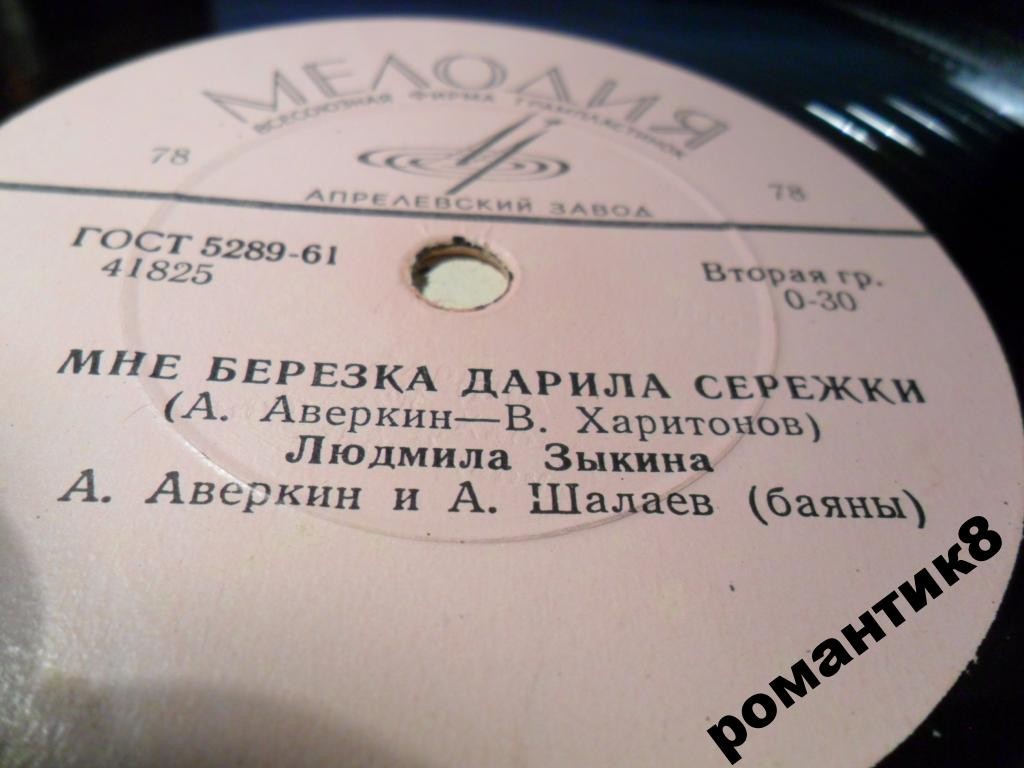 МЕЛОДИЯ
ВСЕСОЮЗНАЯ ФИРМА ГРАМПЛАСТИНОК
78
78
АПРЕЛЕВСКИЙ ЗАВОД
ГОСТ 5289-61
41825
Вторая гр.
0-30
МНЕ БЕРЕЗКА ДАРИЛА СЕРЕЖКИ
(А. Аверкин—В. Харитонов)
Людмила Зыкина
А. Аверкин и А. Шалаев (баяны)
романтик8